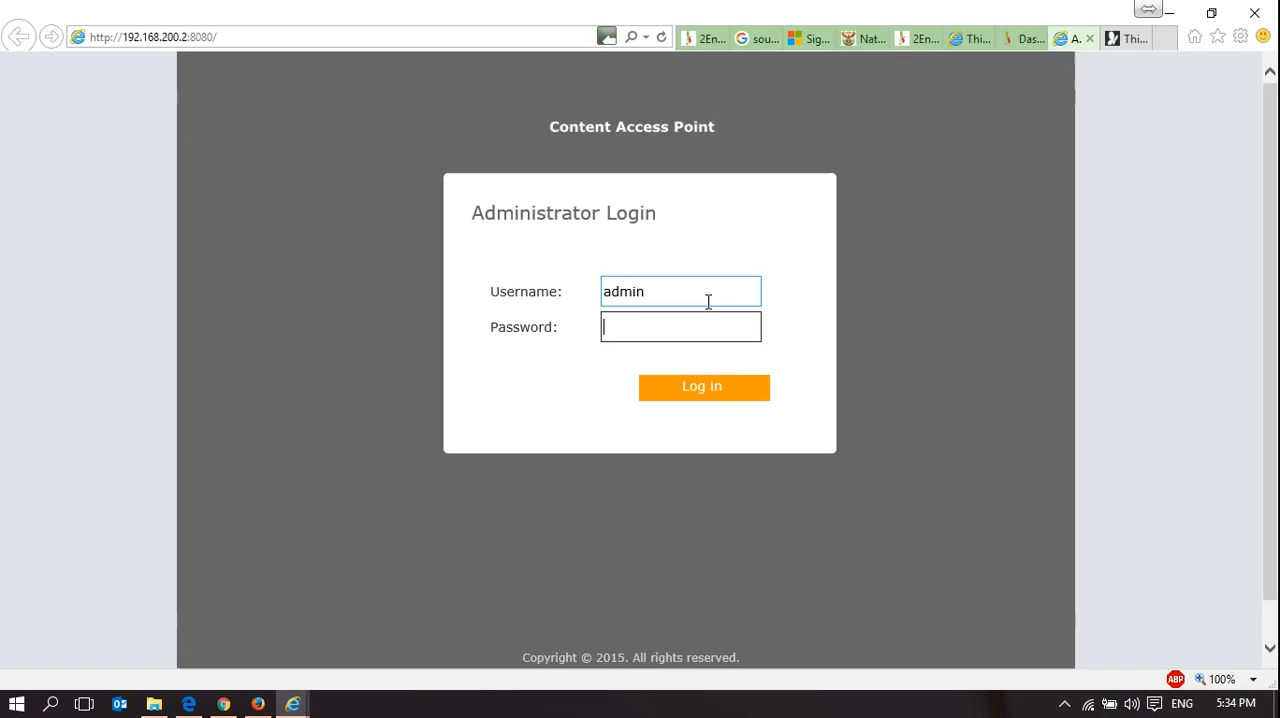 http://192.168.200.2:8080/
2En...
sou...
Sig...
Nat...
2En...
Thi...
Das...
A.
Thi...
Content Access Point
Administrator Login
Username:
admin
Password:
Log in
Copyright © 2015. All rights reserved.
ABP
100%
ENG
5:34 PM